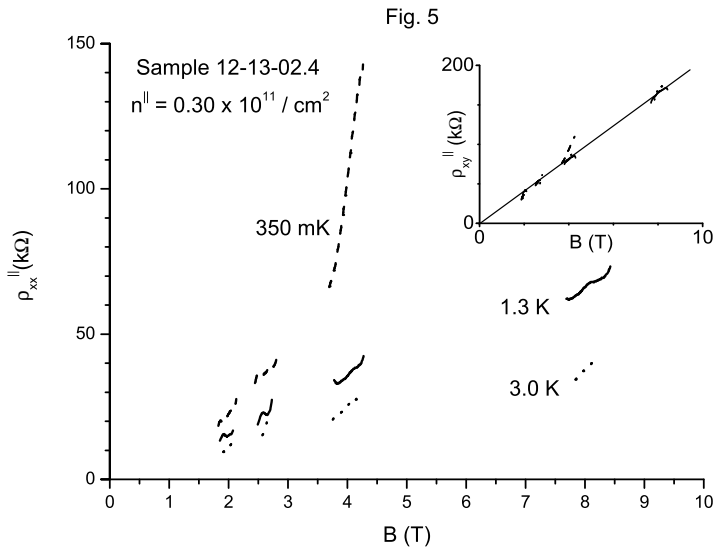 Fig. 5
150
100
50
0
Sample 12-13-02.4
n|| = 0.30 x 10¹¹ / cm²
350 mK
1.3 K
3.0 K
ρxx||(kΩ)
0 1 2 3 4 5 6 7 8 9 10
B (T)
200
0
ρxy|| (kΩ)
0 10
B (T)